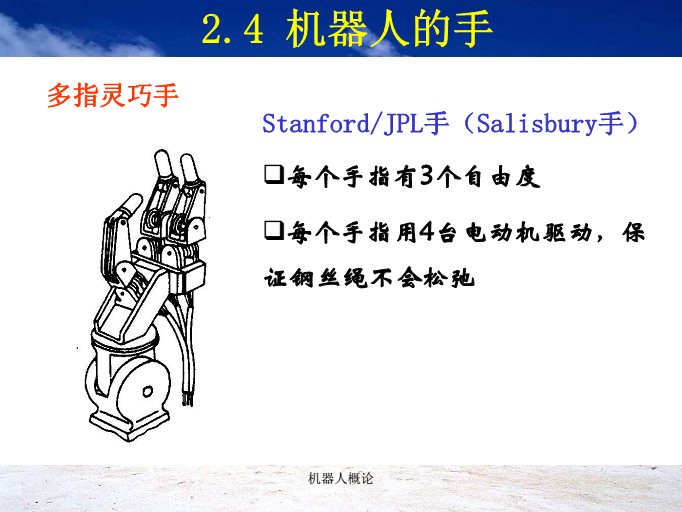 2.4 机器人的手
多指灵巧手
Stanford/JPL手（Salisbury手）
❑每个手指有3个自由度
❑每个手指用4台电动机驱动，保
证钢丝绳不会松弛
机器人概论